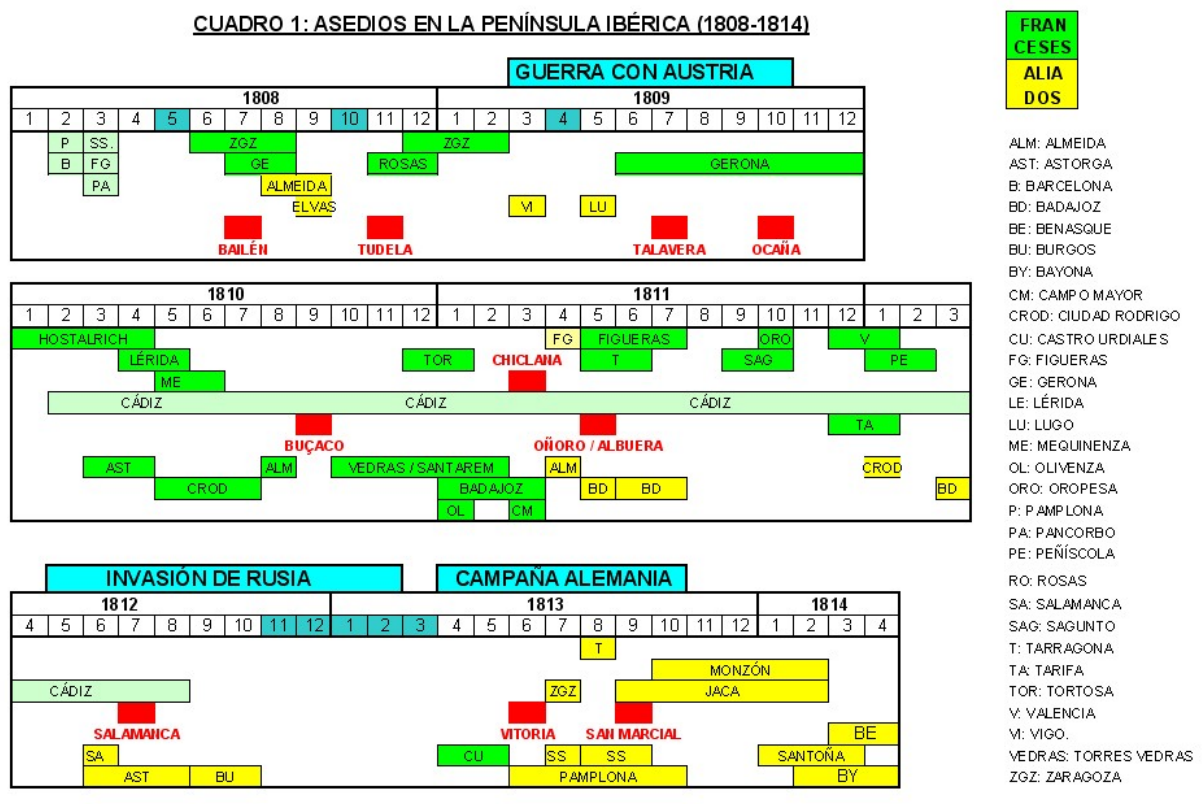 CUADRO 1: ASEDIOS EN LA PENÍNSULA IBÉRICA (1808-1814)
FRAN
CESES
ALIA
DOS
GUERRA CON AUSTRIA
1808 1809
1 2 3 4 5 6 7 8 9 10 11 12 1 2 3 4 5 6 7 8 9 10 11 12
P SS. ZGZ ZGZ
B FG GE ROSAS GERONA
PA ALMEIDA
ELVAS VI LU
BAILÉN TUDELA TALAVERA OCAÑA
1810 1811
1 2 3 4 5 6 7 8 9 10 11 12 1 2 3 4 5 6 7 8 9 10 11 12 1 2 3
HOSTALRICH FG FIGUERAS ORO V
LÉRIDA TOR CHICLANA T SAG PE
ME
CÁDIZ CÁDIZ CÁDIZ
TA
BUÇACO OÑORO / ALBUERA
AST ALM VEDRAS / SANTAREM ALM CROD
CROD BADAJOZ BD BD BD
OL CM
INVASIÓN DE RUSIA CAMPAÑA ALEMANIA
1812 1813 1814
4 5 6 7 8 9 10 11 12 1 2 3 4 5 6 7 8 9 10 11 12 1 2 3 4
T
MONZÓN
CÁDIZ ZGZ JACA
SALAMANCA VITORIA SAN MARCIAL BE
SA CU SS SS SANTOÑA
AST BU PAMPLONA BY
ALM: ALMEIDA
AST: ASTORGA
B: BARCELONA
BD: BADAJOZ
BE: BENASQUE
BU: BURGOS
BY: BAYONA
CM: CAMPO MAYOR
CROD: CIUDAD RODRIGO
CU: CASTRO URDIALES
FG: FIGUERAS
GE: GERONA
LE: LÉRIDA
LU: LUGO
ME: MEQUINENZA
OL: OLIVENZA
ORO: OROPESA
P: PAMPLONA
PA: PANCORBO
PE: PEÑÍSCOLA
RO: ROSAS
SA: SALAMANCA
SAG: SAGUNTO
T: TARRAGONA
TA: TARIFA
TOR: TORTOSA
V: VALENCIA
VI: VIGO.
VEDRAS: TORRES VEDRAS
ZGZ: ZARAGOZA